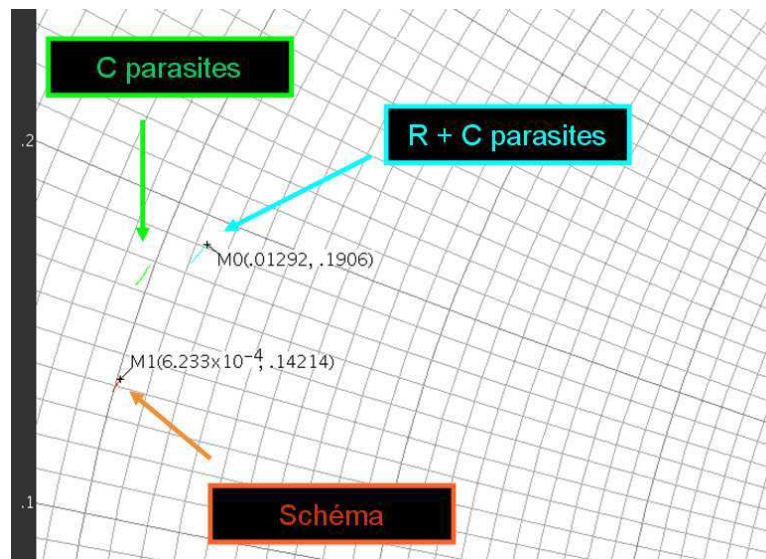 C parasites
R + C parasites
.2
M0(.01292, .1906)
M1(6.233x10⁻⁴, .14214)
.1
Schéma